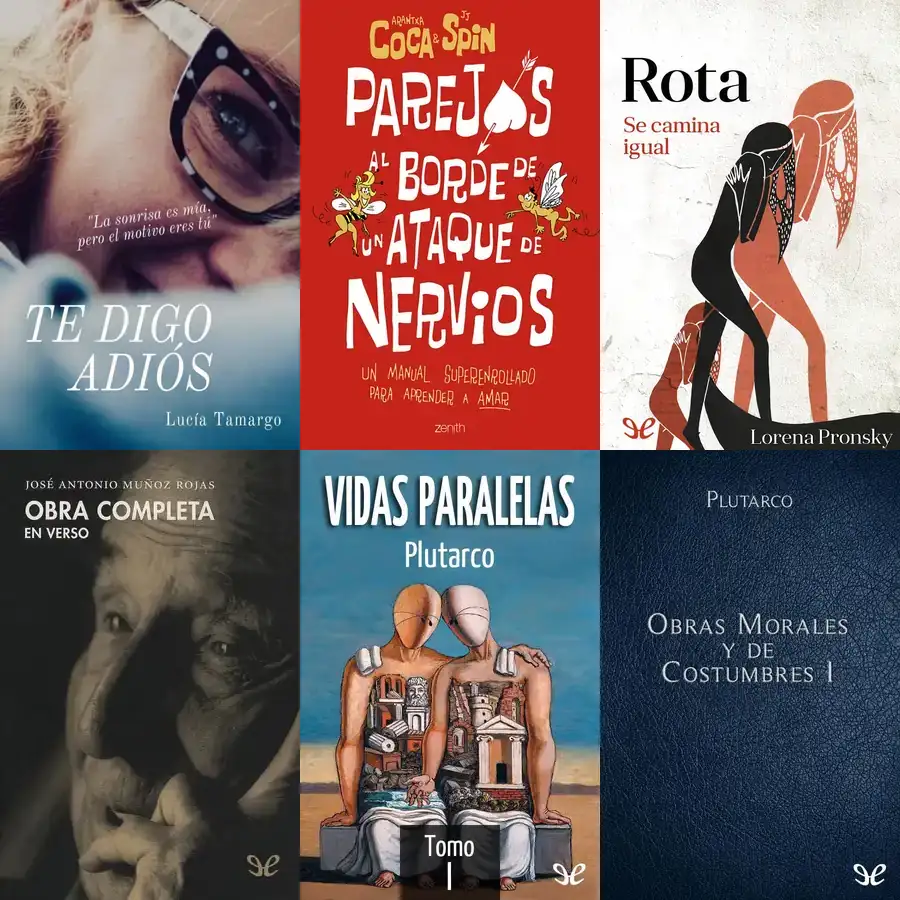 "La sonrisa es mía,
pero el motivo eres tú"
TE DIGO
ADIÓS
Lucía Tamargo
ARANTXA JJ
COCA & SPIN
PAREJAS
AL BORDE DE
UN ATAQUE DE
NERVIOS
UN MANUAL SUPERENROLLADO
PARA APRENDER A AMAR
zenith
Rota
Se camina
igual
Lorena Pronsky
JOSÉ ANTONIO MUÑOZ ROJAS
OBRA COMPLETA
EN VERSO
VIDAS PARALELAS
Plutarco
Tomo
I
PLUTARCO
OBRAS MORALES
Y DE
COSTUMBRES I